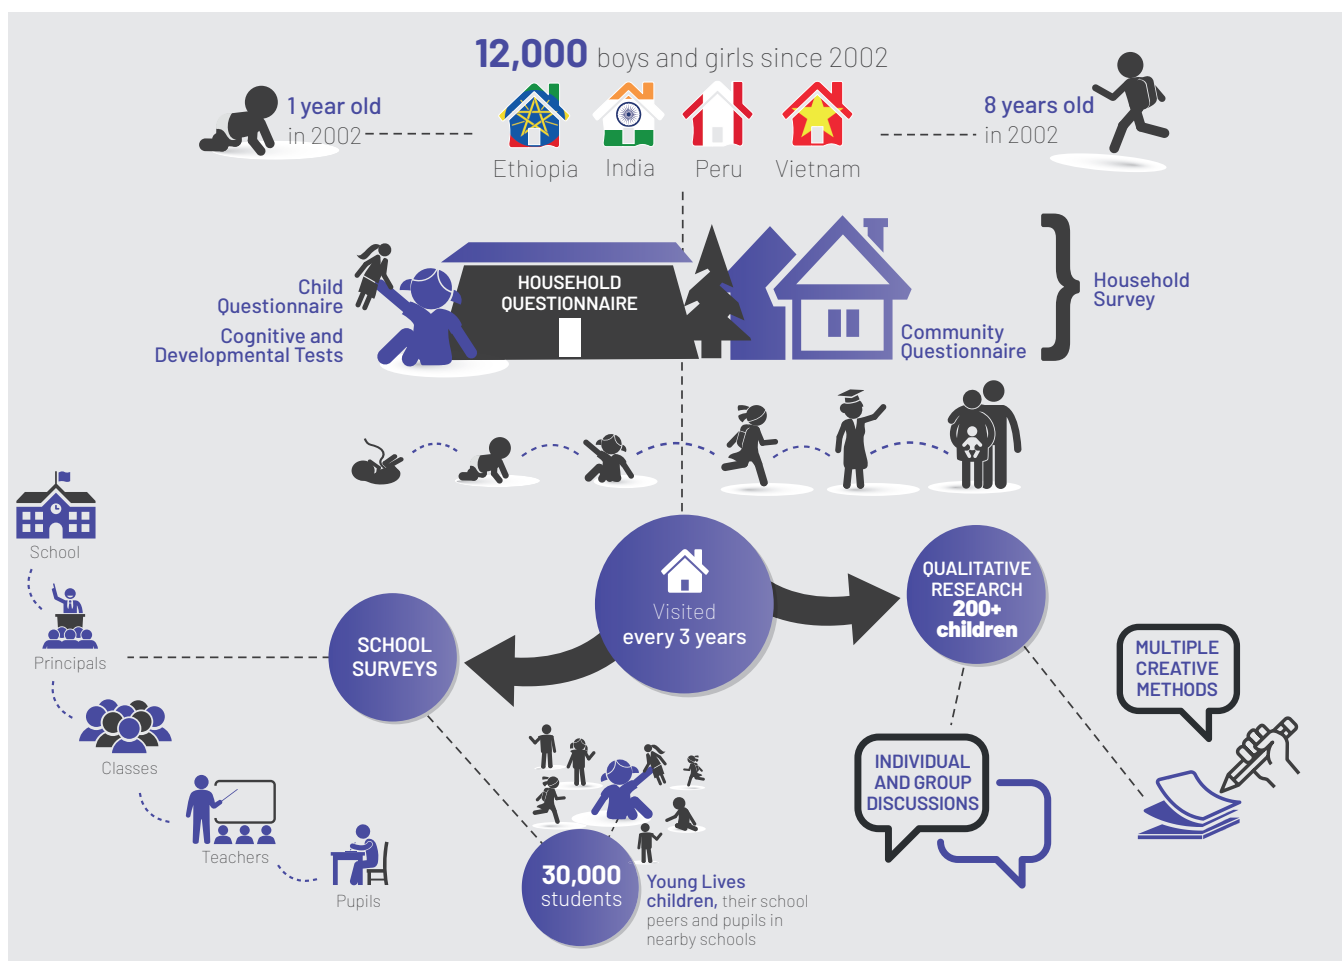 12,000 boys and girls since 2002
1 year old
in 2002
8 years old
in 2002
Ethiopia
India
Peru
Vietnam
Child
Questionnaire
Cognitive and
Developmental Tests
HOUSEHOLD
QUESTIONNAIRE
Community
Questionnaire
Household
Survey
School
Principals
Classes
Teachers
Pupils
SCHOOL
SURVEYS
Visited
every 3 years
QUALITATIVE
RESEARCH
200+
children
MULTIPLE
CREATIVE
METHODS
INDIVIDUAL
AND GROUP
DISCUSSIONS
30,000
students
Young Lives
children, their school
peers and pupils in
nearby schools